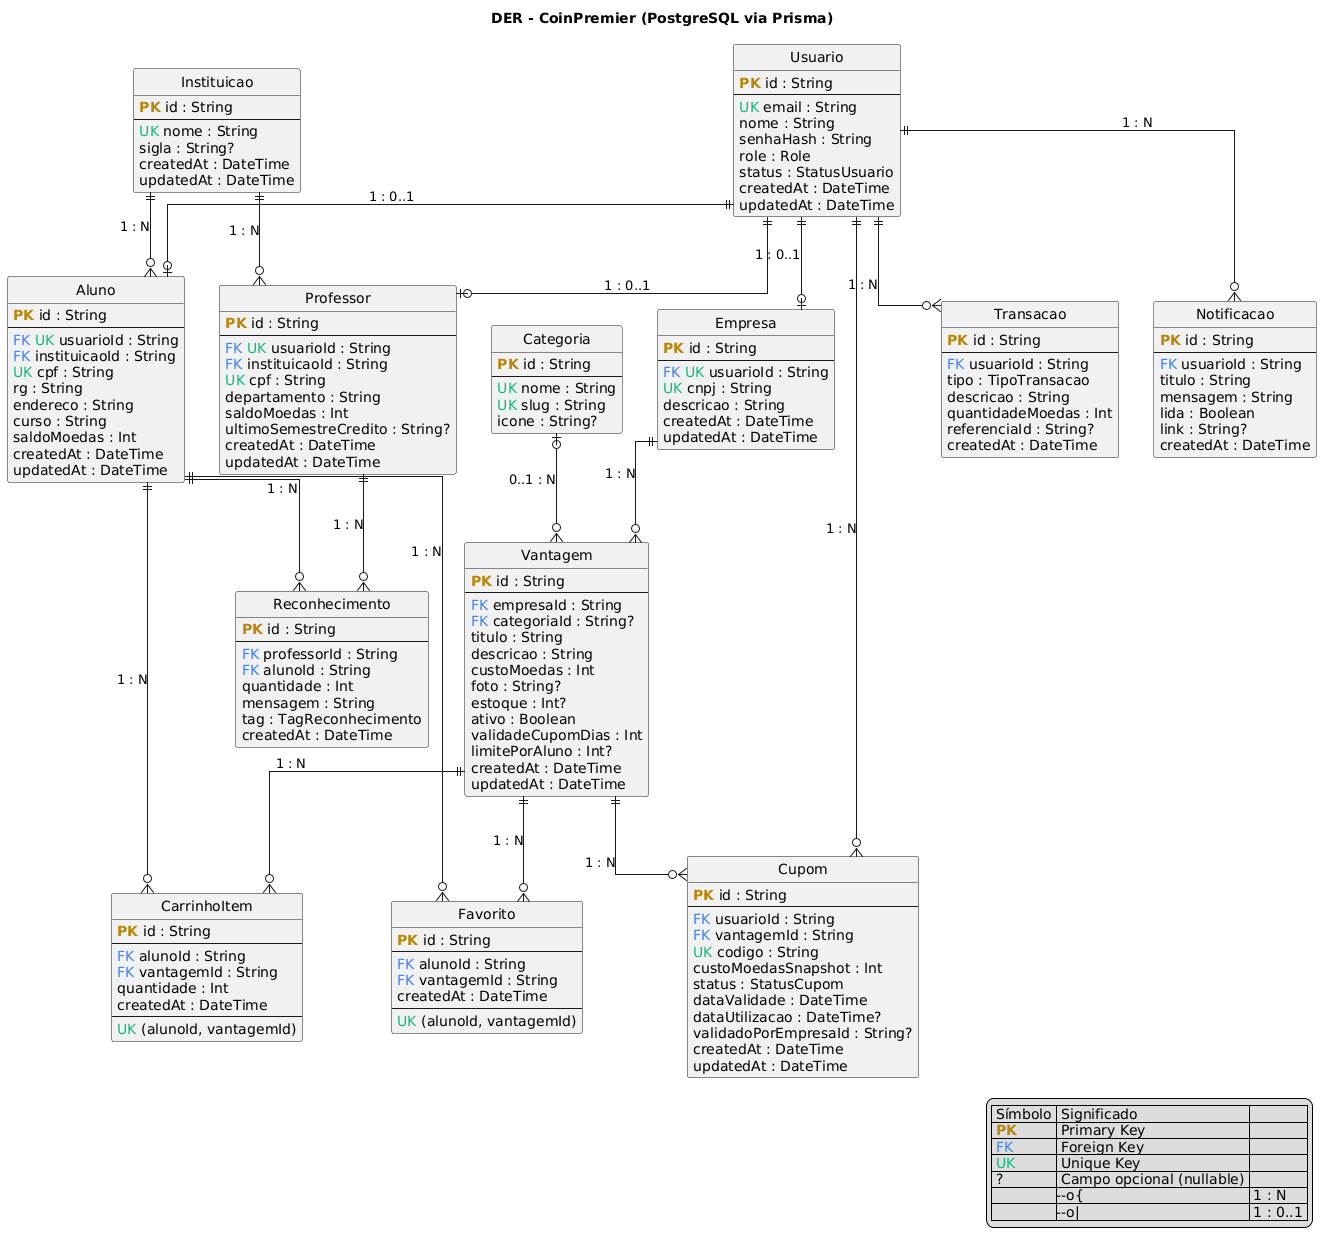 DER - CoinPremier (PostgreSQL via Prisma)
Usuario
PK id : String
UK email : String
nome : String
senhaHash : String
role : Role
status : StatusUsuario
createdAt : DateTime
updatedAt : DateTime
Instituicao
PK id : String
UK nome : String
sigla : String?
createdAt : DateTime
updatedAt : DateTime
1 : N
1 : 0..1
1 : N
1 : N
1 : 0..1
1 : 0..1
1 : N
Aluno
PK id : String
FK UK usuarioId : String
FK instituicaoId : String
UK cpf : String
rg : String
endereco : String
curso : String
saldoMoedas : Int
createdAt : DateTime
updatedAt : DateTime
Professor
PK id : String
FK UK usuarioId : String
FK instituicaoId : String
UK cpf : String
departamento : String
saldoMoedas : Int
ultimoSemestreCredito : String?
createdAt : DateTime
updatedAt : DateTime
Categoria
PK id : String
UK nome : String
UK slug : String
icone : String?
Empresa
PK id : String
FK UK usuarioId : String
UK cnpj : String
descricao : String
createdAt : DateTime
updatedAt : DateTime
Transacao
PK id : String
FK usuarioId : String
tipo : TipoTransacao
descricao : String
quantidadeMoedas : Int
referenciaId : String?
createdAt : DateTime
Notificacao
PK id : String
FK usuarioId : String
titulo : String
mensagem : String
lida : Boolean
link : String?
createdAt : DateTime
0..1 : N
1 : N
1 : N
1 : N
1 : N
1 : N
1 : N
Reconhecimento
PK id : String
FK professorId : String
FK alunoId : String
quantidade : Int
mensagem : String
tag : TagReconhecimento
createdAt : DateTime
Vantagem
PK id : String
FK empresaId : String
FK categoriaId : String?
titulo : String
descricao : String
custoMoedas : Int
foto : String?
estoque : Int?
ativo : Boolean
validadeCupomDias : Int
limitePorAluno : Int?
createdAt : DateTime
updatedAt : DateTime
1 : N
1 : N
1 : N
CarrinhoItem
PK id : String
FK alunoId : String
FK vantagemId : String
quantidade : Int
createdAt : DateTime
UK (alunoId, vantagemId)
Favorito
PK id : String
FK alunoId : String
FK vantagemId : String
createdAt : DateTime
UK (alunoId, vantagemId)
Cupom
PK id : String
FK usuarioId : String
FK vantagemId : String
UK codigo : String
custoMoedasSnapshot : Int
status : StatusCupom
dataValidade : DateTime
dataUtilizacao : DateTime?
validadoPorEmpresaId : String?
createdAt : DateTime
updatedAt : DateTime
Símbolo Significado
PK Primary Key
FK Foreign Key
UK Unique Key
? Campo opcional (nullable)
--o{ 1 : N
--o| 1 : 0..1